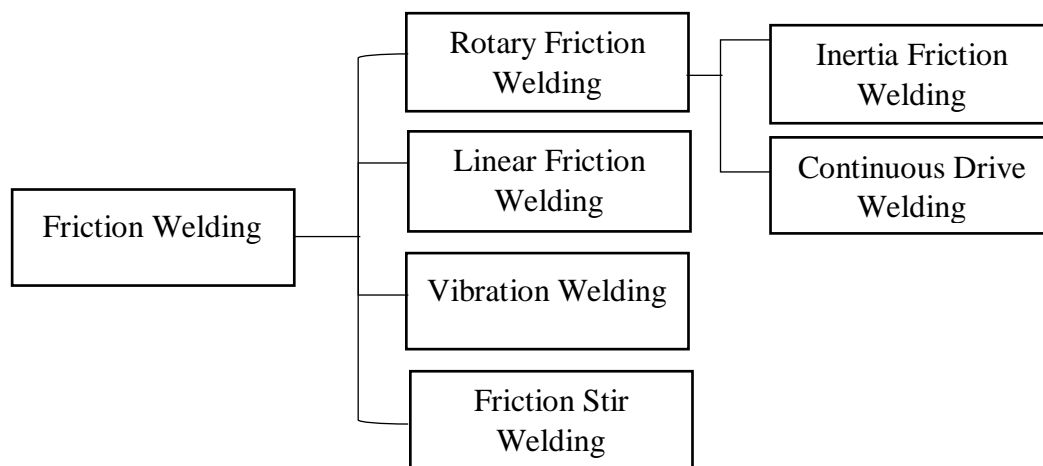 Rotary Friction
Welding
Inertia Friction
Welding
Linear Friction
Welding
Continuous Drive
Welding
Friction Welding
Vibration Welding
Friction Stir
Welding